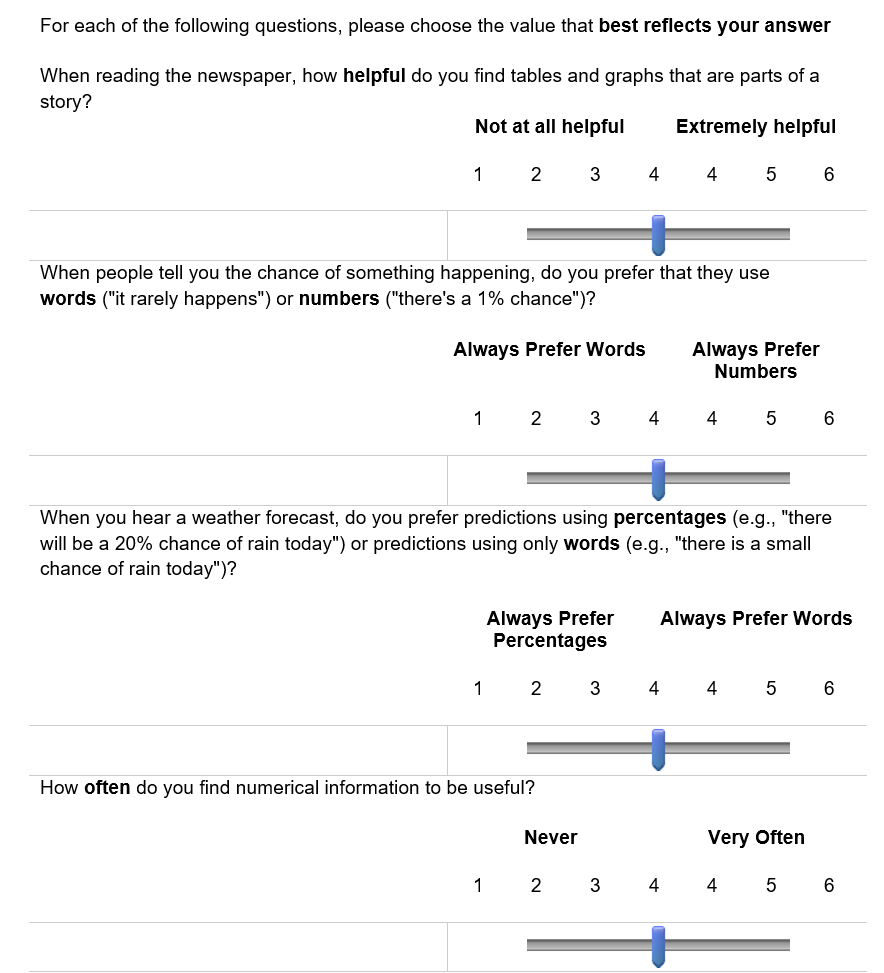 For each of the following questions, please choose the value that best reflects your answer
When reading the newspaper, how helpful do you find tables and graphs that are parts of a
story?
Not at all helpful Extremely helpful
1 2 3 4 4 5 6
When people tell you the chance of something happening, do you prefer that they use
words ("it rarely happens") or numbers ("there's a 1% chance")?
Always Prefer Words Always Prefer
Numbers
1 2 3 4 4 5 6
When you hear a weather forecast, do you prefer predictions using percentages (e.g., "there
will be a 20% chance of rain today") or predictions using only words (e.g., "there is a small
chance of rain today")?
Always Prefer Always Prefer Words
Percentages
1 2 3 4 4 5 6
How often do you find numerical information to be useful?
Never Very Often
1 2 3 4 4 5 6